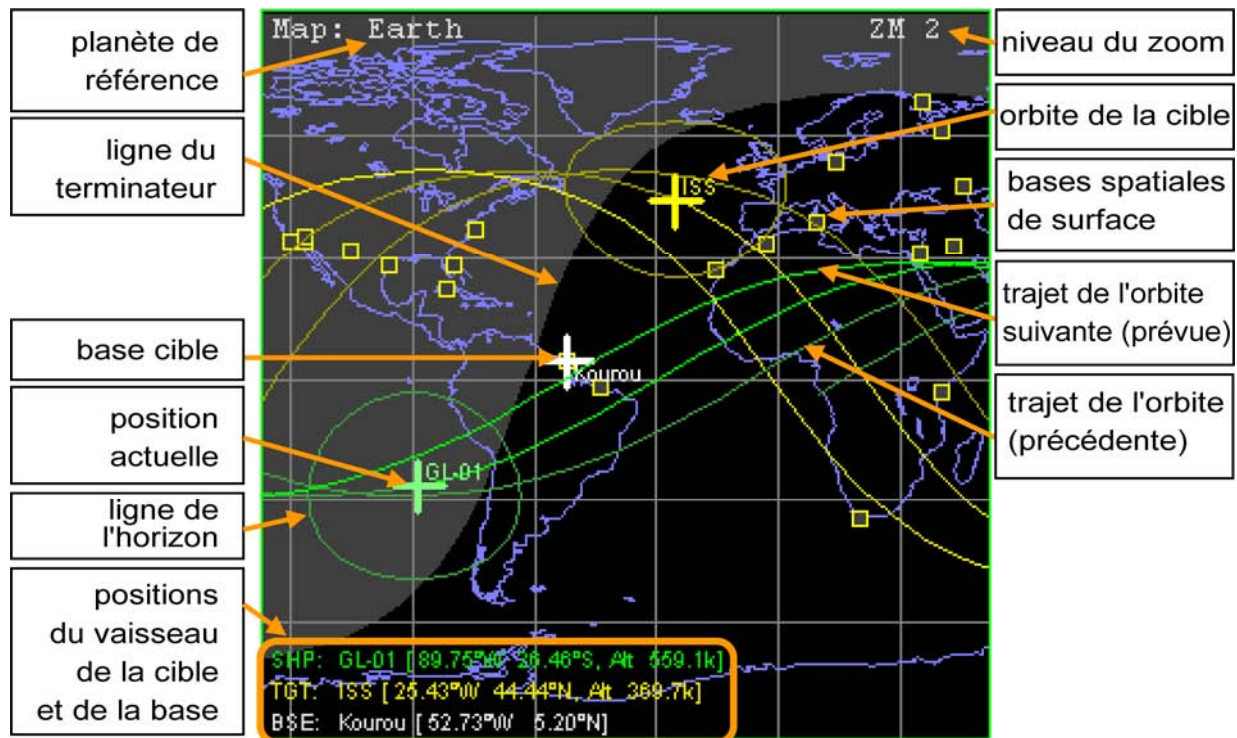 planète de
référence
ligne du
terminateur
base cible
position
actuelle
ligne de
l'horizon
positions
du vaisseau
de la cible
et de la base
Map: Earth
ZM 2
ISS
Kourou
GL-01
SHP: GL-01 [ 89.75°W 26.46°S, Alt 559.1k]
TGT: ISS [ 25.43°W 44.44°N, Alt 369.7k]
BSE: Kourou [ 52.73°W 5.20°N]
niveau du zoom
orbite de la cible
bases spatiales
de surface
trajet de l'orbite
suivante (prévue)
trajet de l'orbite
(précédente)